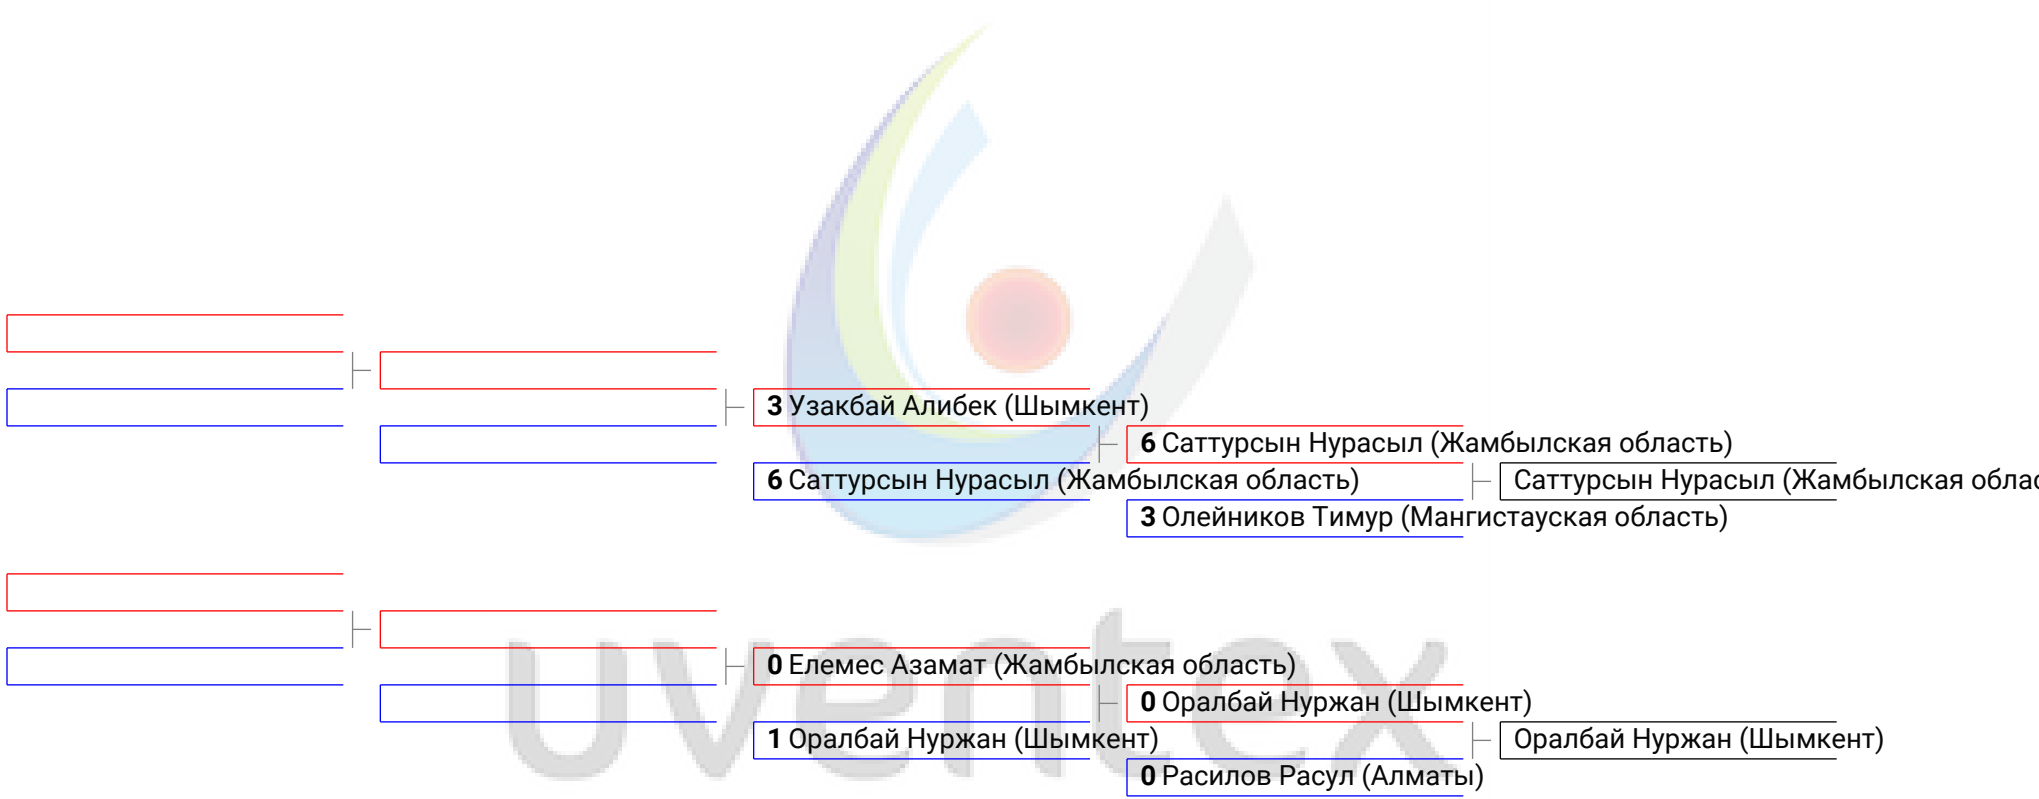 3 Узакбай Алибек (Шымкент)
6 Саттурсын Нурасыл (Жамбылская область)
6 Саттурсын Нурасыл (Жамбылская область)
Саттурсын Нурасыл (Жамбылская облас
3 Олейников Тимур (Мангистауская область)
uventex
0 Елемес Азамат (Жамбылская область)
0 Оралбай Нуржан (Шымкент)
1 Оралбай Нуржан (Шымкент)
Оралбай Нуржан (Шымкент)
0 Расилов Расул (Алматы)